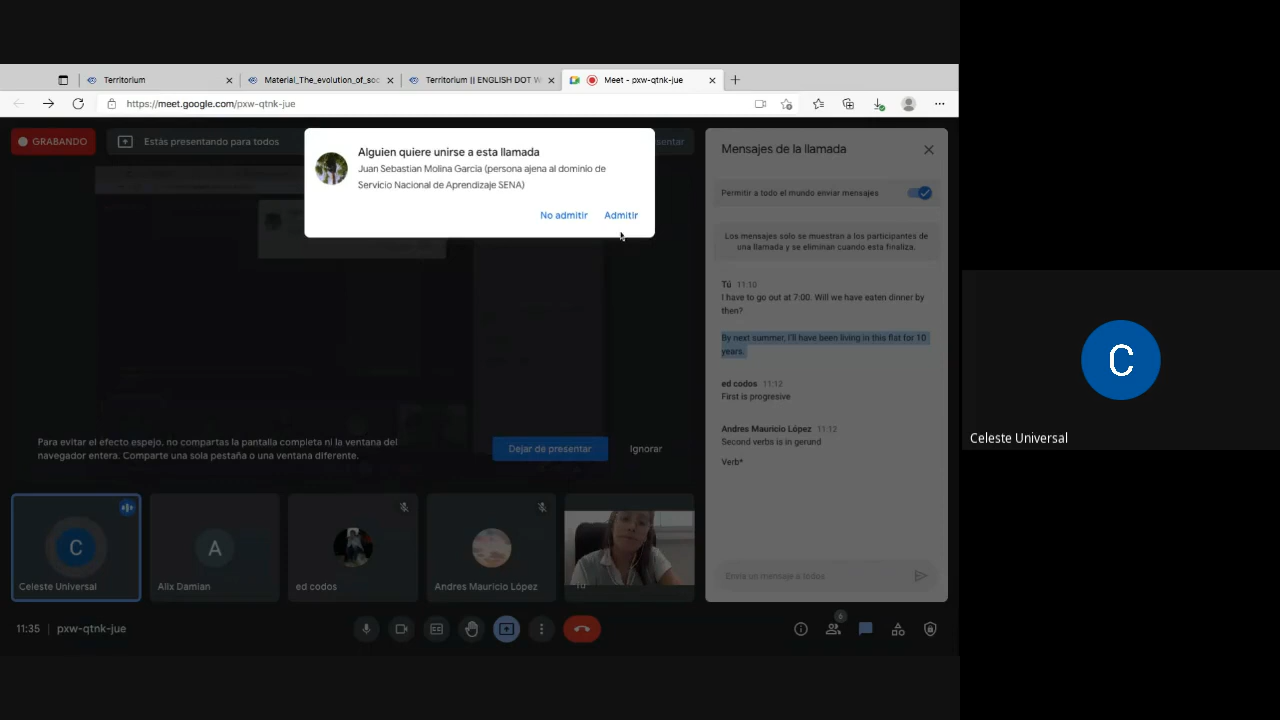 Territorium
Material_The_evolution_of_soc
Territorium || ENGLISH DOT W
Meet - pxw-qtnk-jue
https://meet.google.com/pxw-qtnk-jue
GRABANDO
Estás presentando para todos
sentar
Alguien quiere unirse a esta llamada
Juan Sebastian Molina Garcia (persona ajena al dominio de
Servicio Nacional de Aprendizaje SENA)
No admitir
Admitir
Mensajes de la llamada
Permitir a todo el mundo enviar mensajes
Los mensajes solo se muestran a los participantes de
una llamada y se eliminan cuando esta finaliza.
Tú 11:10
I have to go out at 7:00. Will we have eaten dinner by
then?
By next summer, I'll have been living in this flat for 10
years.
ed codos 11:12
First is progresive
Andres Mauricio López 11:12
Second verbs is in gerund
Verb*
Envía un mensaje a todos
Para evitar el efecto espejo, no compartas la pantalla completa ni la ventana del
navegador entera. Comparte una sola pestaña o una ventana diferente.
Dejar de presentar
Ignorar
C
Celeste Universal
A
Alix Damian
ed codos
Andres Mauricio López
Tú
11:35 | pxw-qtnk-jue
6
C
Celeste Universal